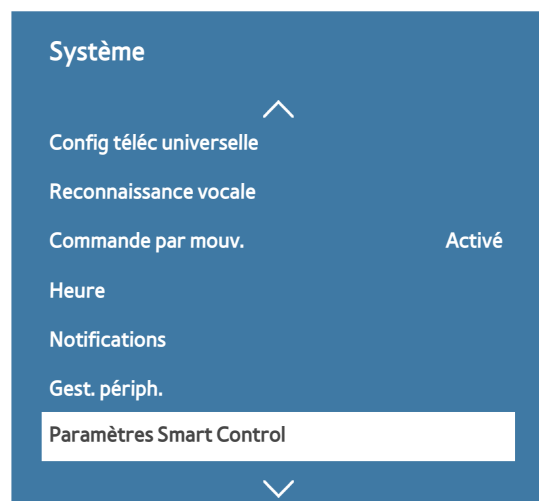 Système
Config téléc universelle
Reconnaissance vocale
Commande par mouv. Activé
Heure
Notifications
Gest. périph.
Paramètres Smart Control